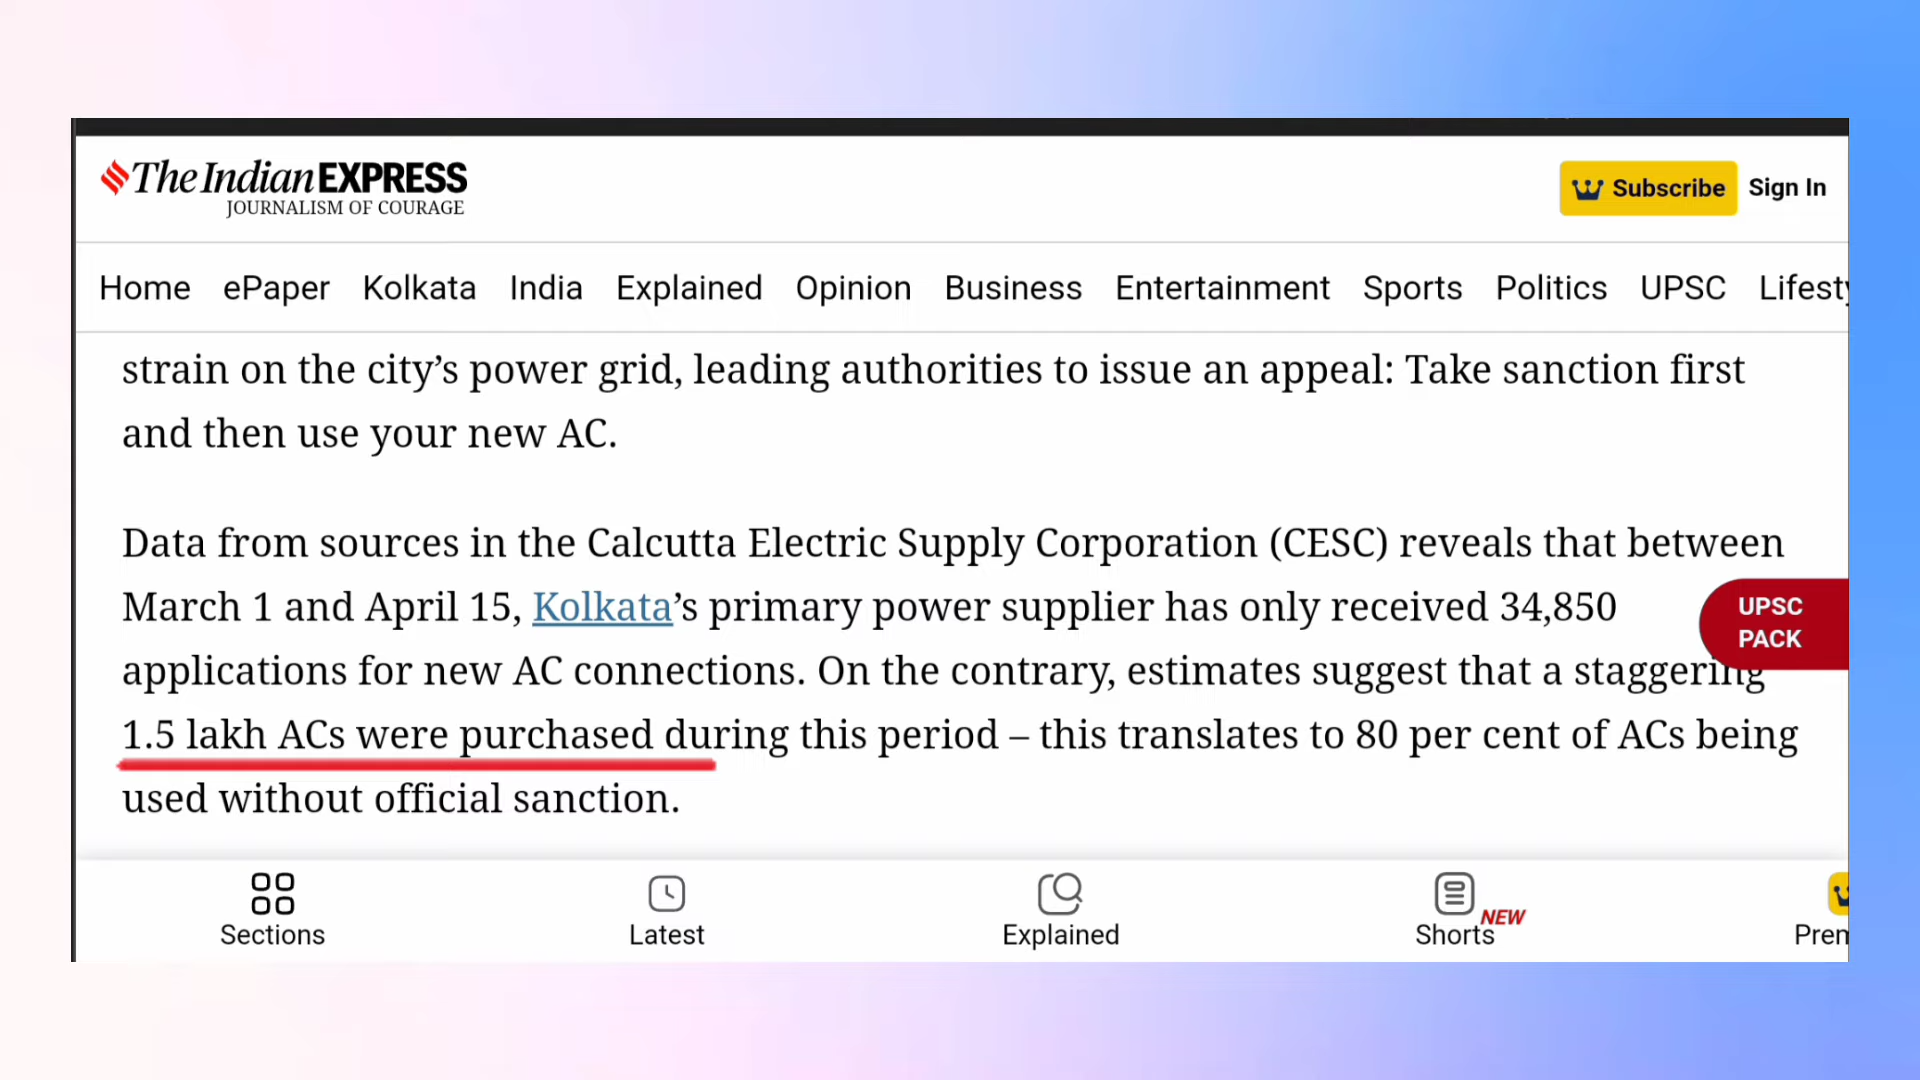 The Indian EXPRESS
JOURNALISM OF COURAGE
Subscribe Sign In
Home ePaper Kolkata India Explained Opinion Business Entertainment Sports Politics UPSC Lifesty
strain on the city’s power grid, leading authorities to issue an appeal: Take sanction first
and then use your new AC.
Data from sources in the Calcutta Electric Supply Corporation (CESC) reveals that between
March 1 and April 15, Kolkata’s primary power supplier has only received 34,850
UPSC
PACK
applications for new AC connections. On the contrary, estimates suggest that a staggering
1.5 lakh ACs were purchased during this period – this translates to 80 per cent of ACs being
used without official sanction.
Sections Latest Explained Shorts NEW Prem